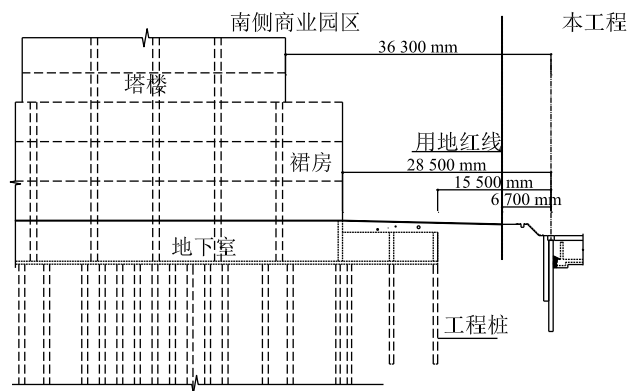 南侧商业园区
本工程
36 300 mm
塔楼
用地红线
裙房
28 500 mm
15 500 mm
6 700 mm
地下室
工程桩